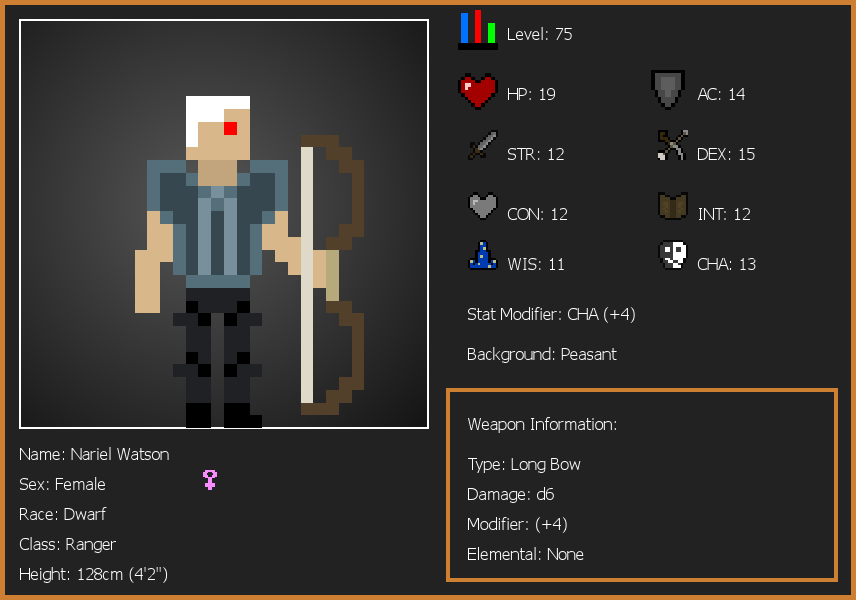 Level: 75
HP: 19
AC: 14
STR: 12
DEX: 15
CON: 12
INT: 12
WIS: 11
CHA: 13
Stat Modifier: CHA (+4)
Background: Peasant
Weapon Information:
Type: Long Bow
Damage: d6
Modifier: (+4)
Elemental: None
Name: Nariel Watson
Sex: Female
Race: Dwarf
Class: Ranger
Height: 128cm (4'2")